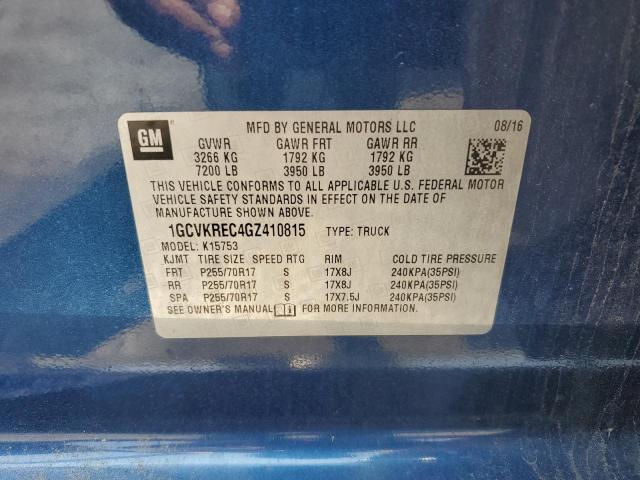 GM
MFD BY GENERAL MOTORS LLC 08/16
GVWR GAWR FRT GAWR RR
3266 KG 1792 KG 1792 KG
7200 LB 3950 LB 3950 LB
THIS VEHICLE CONFORMS TO ALL APPLICABLE U.S. FEDERAL MOTOR
VEHICLE SAFETY STANDARDS IN EFFECT ON THE DATE OF
MANUFACTURE SHOWN ABOVE.
1GCVKREC4GZ410815 TYPE: TRUCK
MODEL: K15753
KJMT TIRE SIZE SPEED RTG RIM COLD TIRE PRESSURE
FRT P255/70R17 S 17X8J 240KPA(35PSI)
RR P255/70R17 S 17X8J 240KPA(35PSI)
SPA P255/70R17 S 17X7.5J 240KPA(35PSI)
SEE OWNER'S MANUAL FOR MORE INFORMATION.